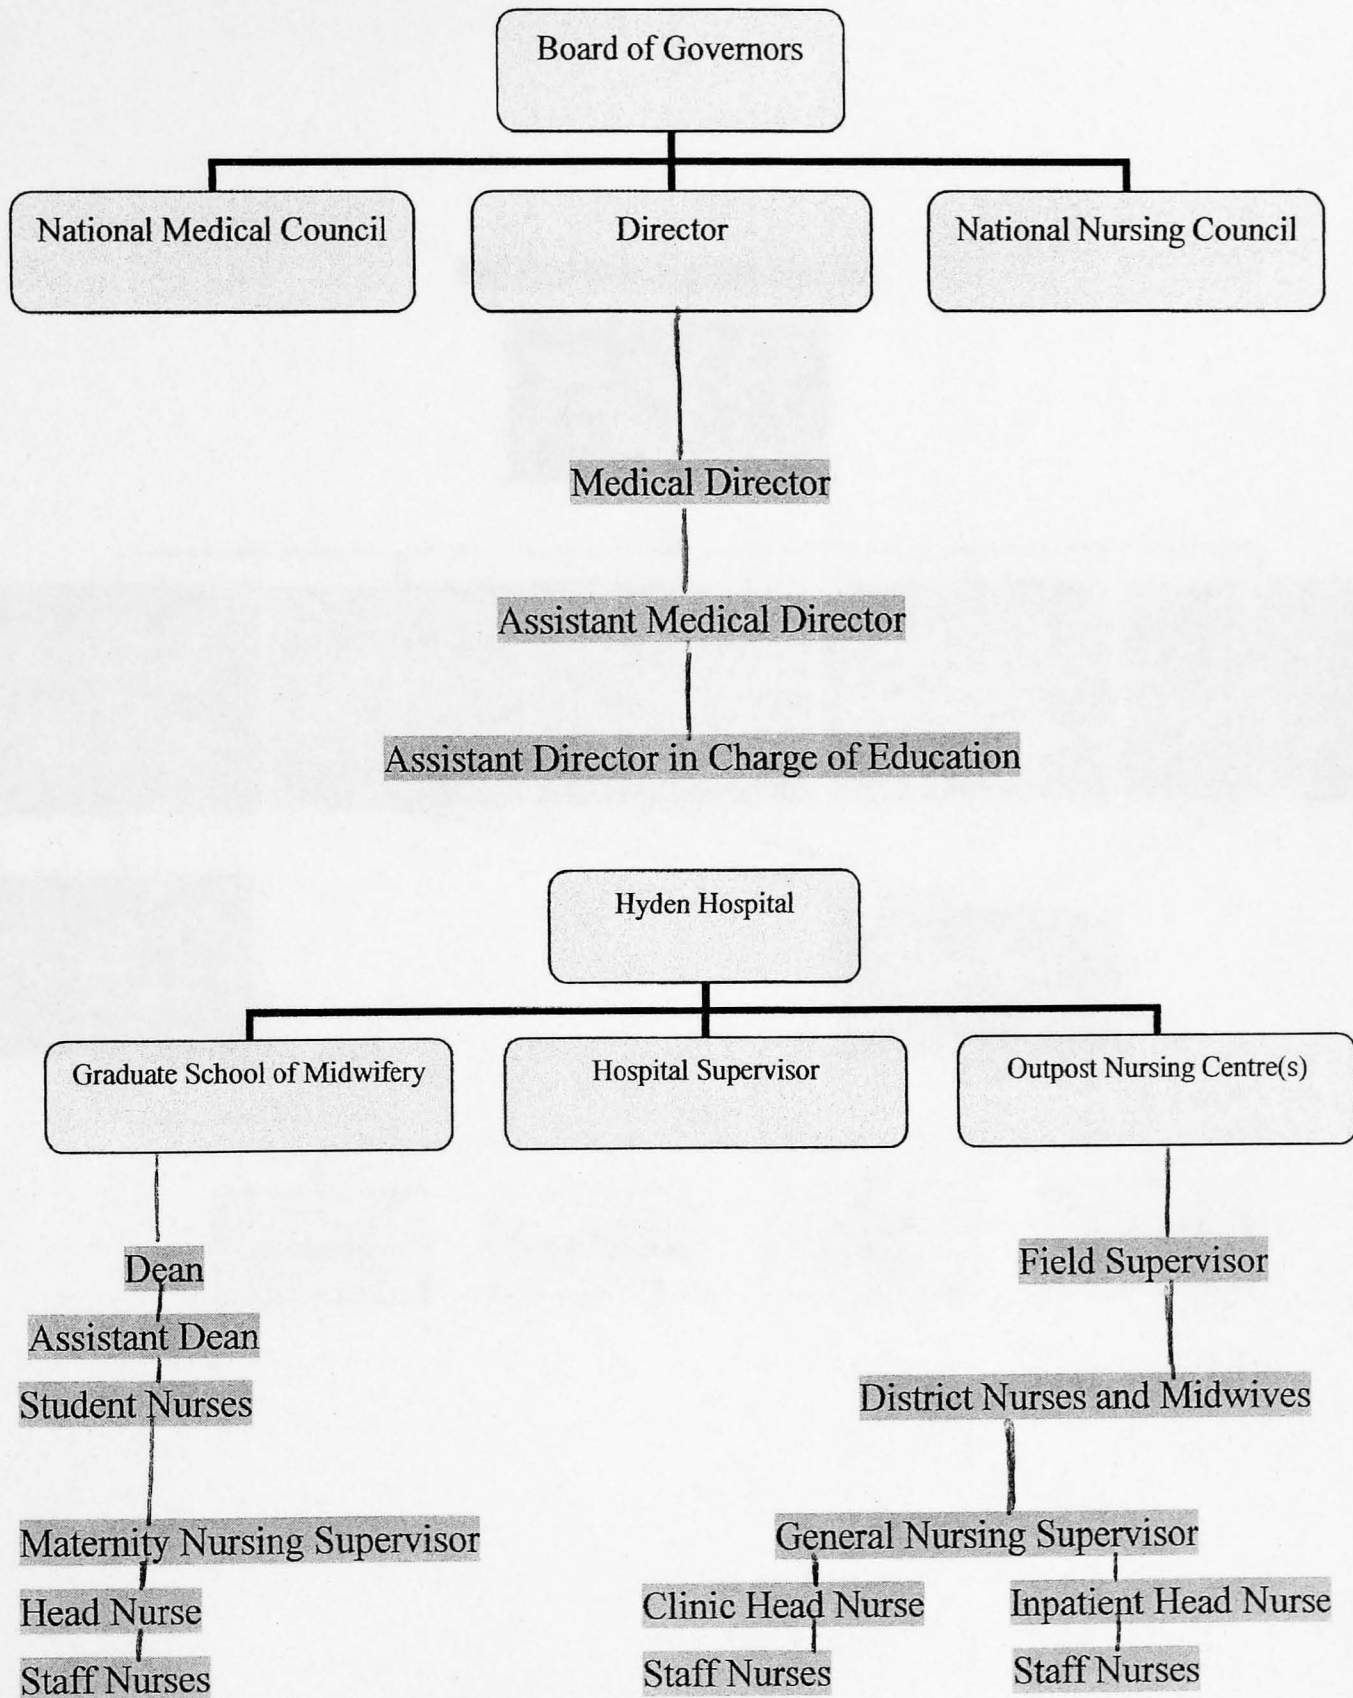 Board of Governors
National Medical Council
Director
National Nursing Council
Medical Director
Assistant Medical Director
Assistant Director in Charge of Education
Hyden Hospital
Graduate School of Midwifery
Hospital Supervisor
Outpost Nursing Centre(s)
Dean
Assistant Dean
Student Nurses
Maternity Nursing Supervisor
Head Nurse
Staff Nurses
Field Supervisor
District Nurses and Midwives
General Nursing Supervisor
Clinic Head Nurse
Staff Nurses
Inpatient Head Nurse
Staff Nurses